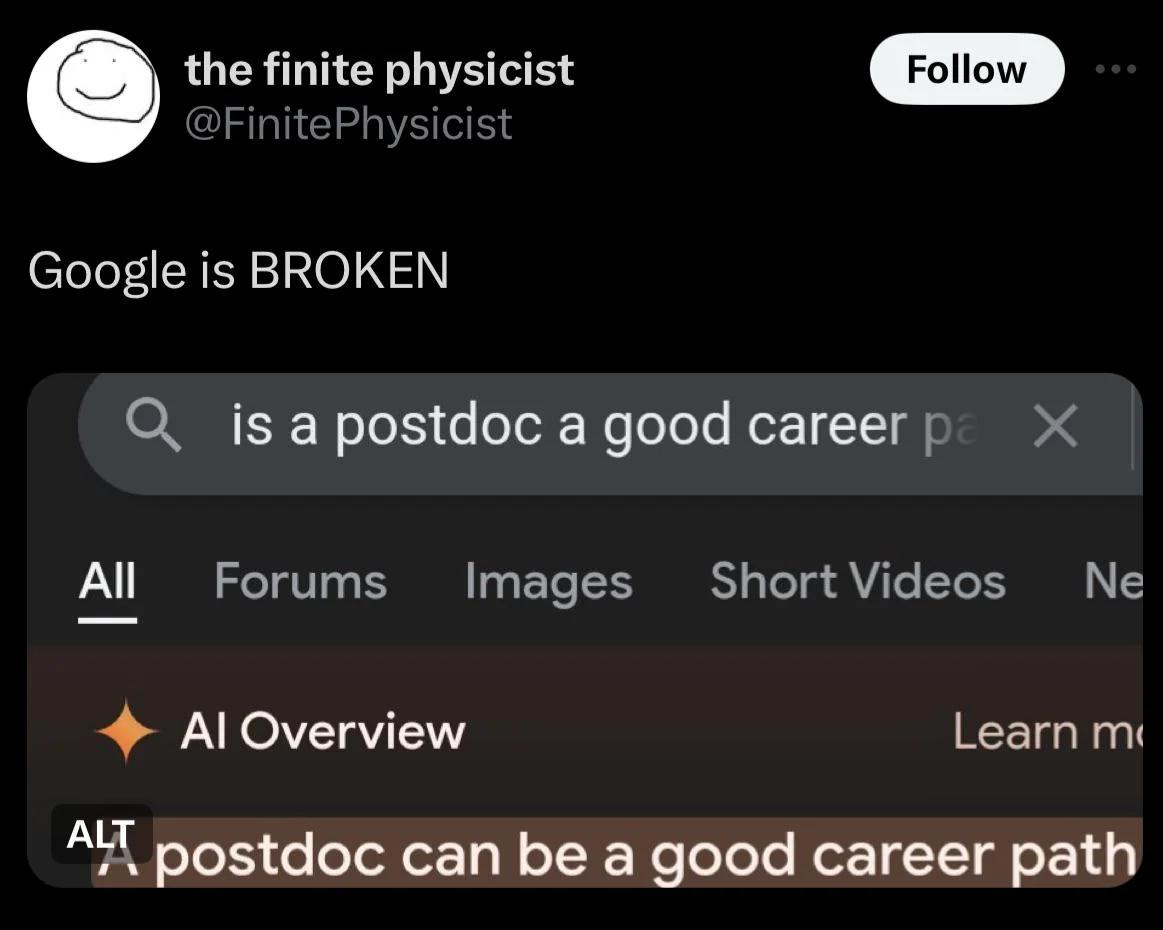 the finite physicist
Follow
@FinitePhysicist
Google is BROKEN
is a postdoc a good career pa
All Forums Images Short Videos Ne
AI Overview Learn mo
ALT
A postdoc can be a good career path